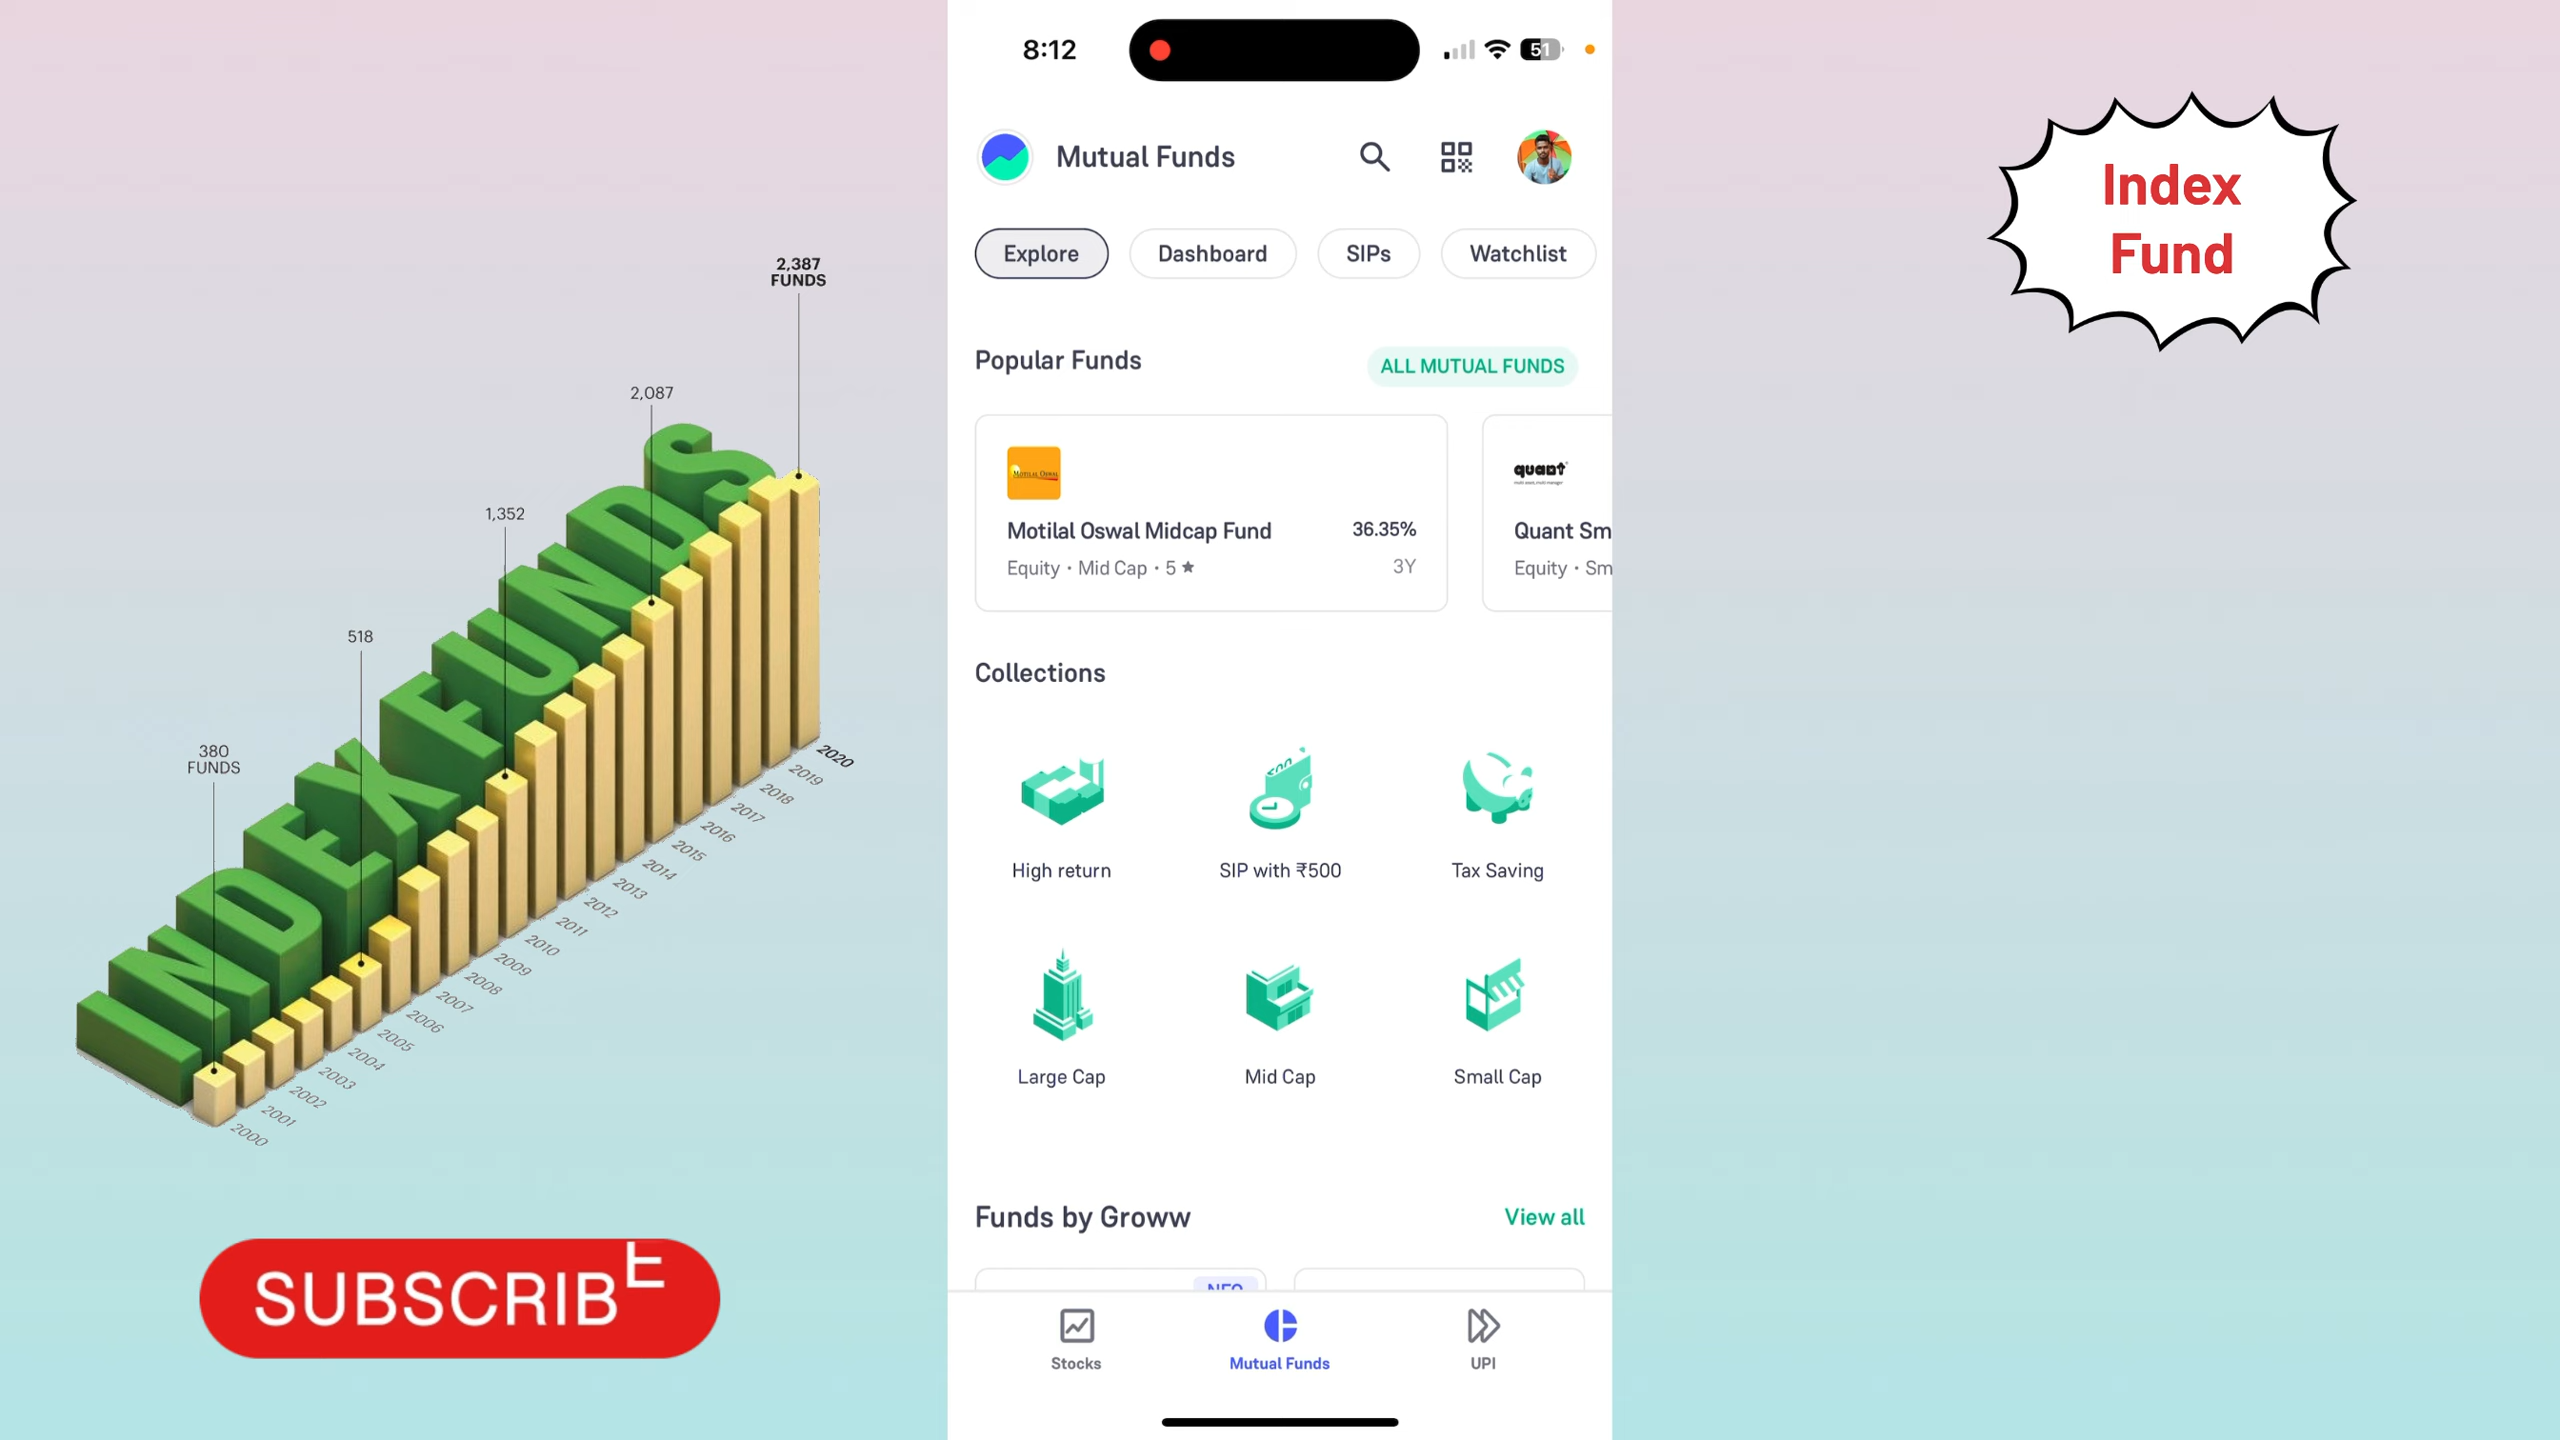 2,387
FUNDS
2,087
1,352
518
380
FUNDS
INDEX FUNDS
2000
2001
2002
2003
2004
2005
2006
2007
2008
2009
2010
2011
2012
2013
2014
2015
2016
2017
2018
2019
2020
SUBSCRIBE
8:12
51
Mutual Funds
Explore
Dashboard
SIPs
Watchlist
Popular Funds
ALL MUTUAL FUNDS
MOTILAL OSWAL
Motilal Oswal Midcap Fund
36.35%
Equity • Mid Cap • 5 ★
3Y
quant
Quant Sm
Equity • Sm
Collections
High return
SIP with ₹500
Tax Saving
Large Cap
Mid Cap
Small Cap
Funds by Groww
View all
Stocks
Mutual Funds
UPI
Index
Fund